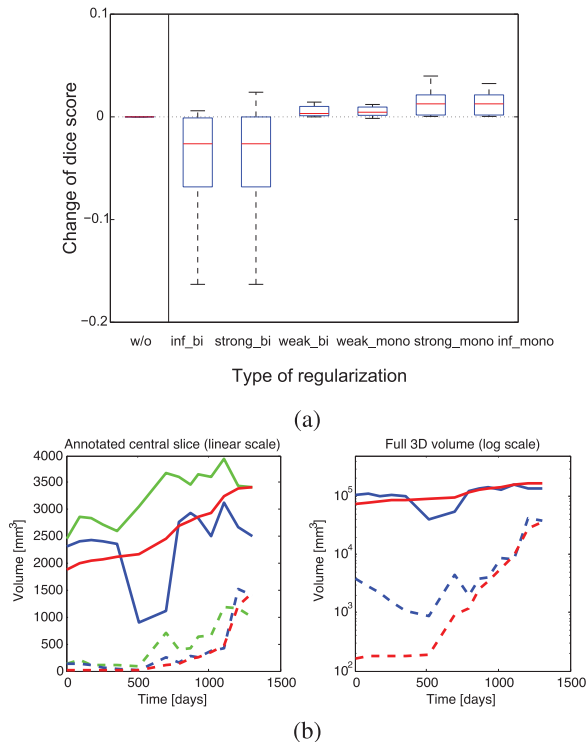 0.1
0
−0.1
−0.2
Change of dice score
w/o inf_bi strong_bi weak_bi weak_mono strong_mono inf_mono
Type of regularization
(a)
Annotated central slice (linear scale)
4000
3500
3000
2500
2000
1500
1000
500
0
Volume [mm³]
0 500 1000 1500
Time [days]
Full 3D volume (log scale)
10⁵
10⁴
10³
10²
Volume [mm³]
0 500 1000 1500
Time [days]
(b)